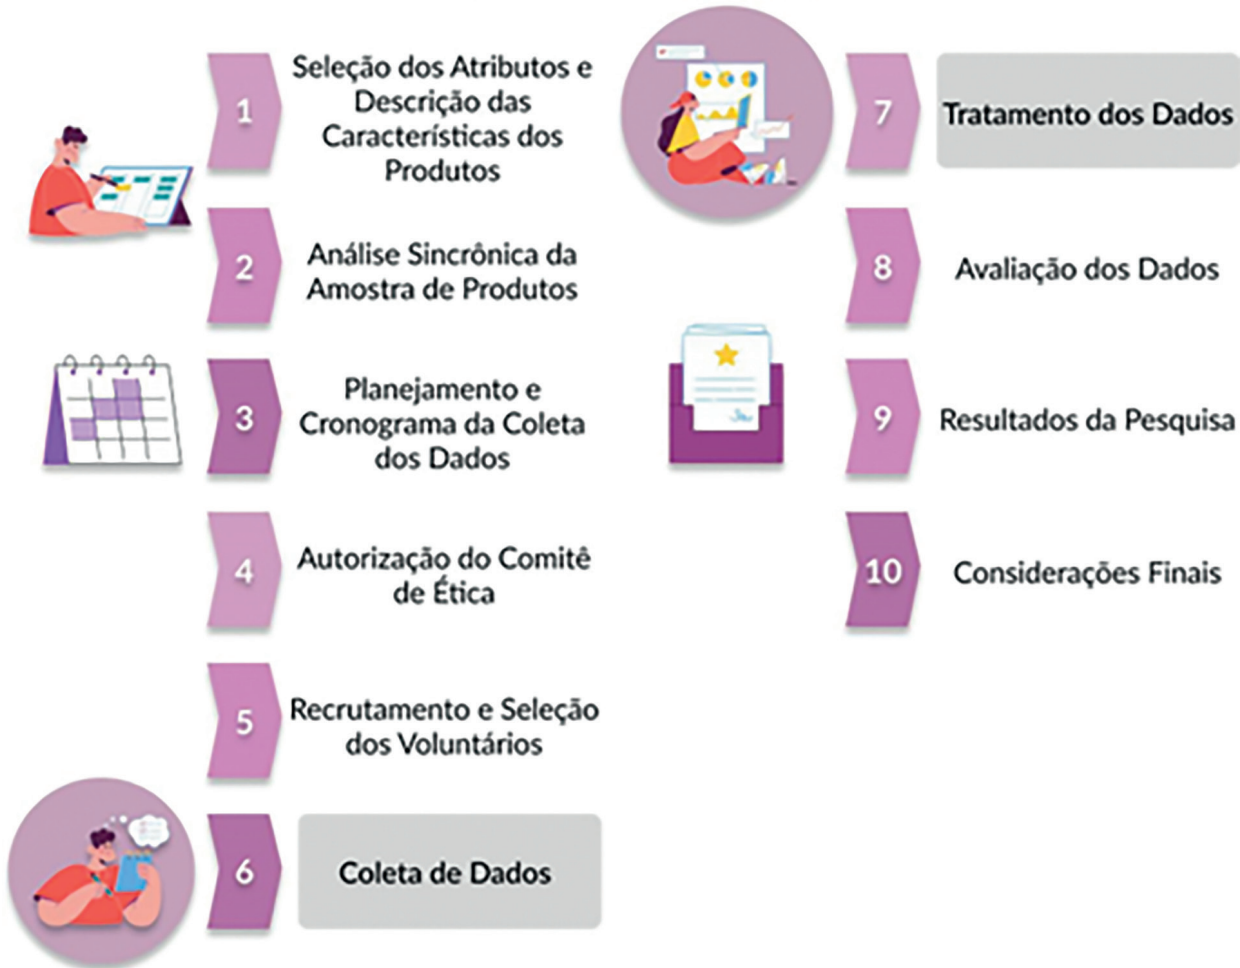 1
Seleção dos Atributos e
Descrição das
Características dos
Produtos
2
Análise Sincrônica da
Amostra de Produtos
3
Planejamento e
Cronograma da Coleta
dos Dados
4
Autorização do Comitê
de Ética
5
Recrutamento e Seleção
dos Voluntários
6
Coleta de Dados
7
Tratamento dos Dados
8
Avaliação dos Dados
9
Resultados da Pesquisa
10
Considerações Finais